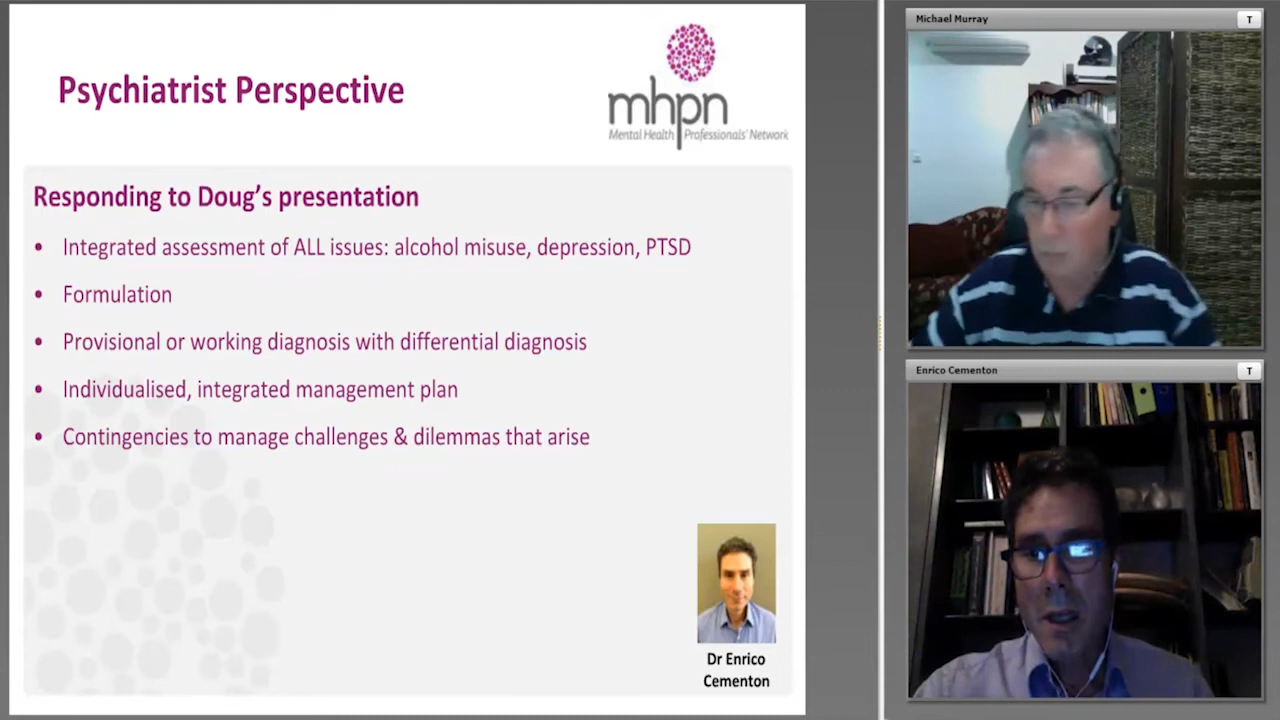 Psychiatrist Perspective
mhpn
Mental Health Professionals' Network
Responding to Doug's presentation
• Integrated assessment of ALL issues: alcohol misuse, depression, PTSD
• Formulation
• Provisional or working diagnosis with differential diagnosis
• Individualised, integrated management plan
• Contingencies to manage challenges & dilemmas that arise
Dr Enrico
Cementon
Michael Murray
T
Enrico Cementon
T